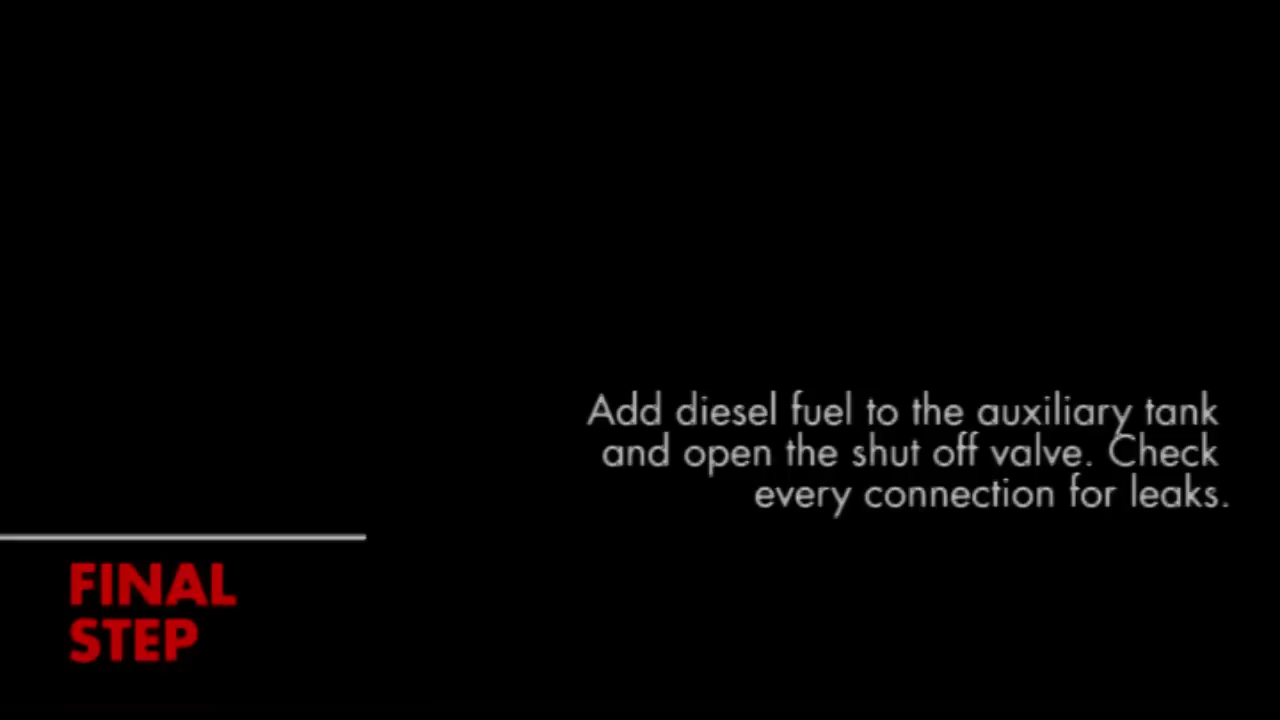 Add diesel fuel to the auxiliary tank
and open the shut off valve. Check
every connection for leaks.
FINAL
STEP